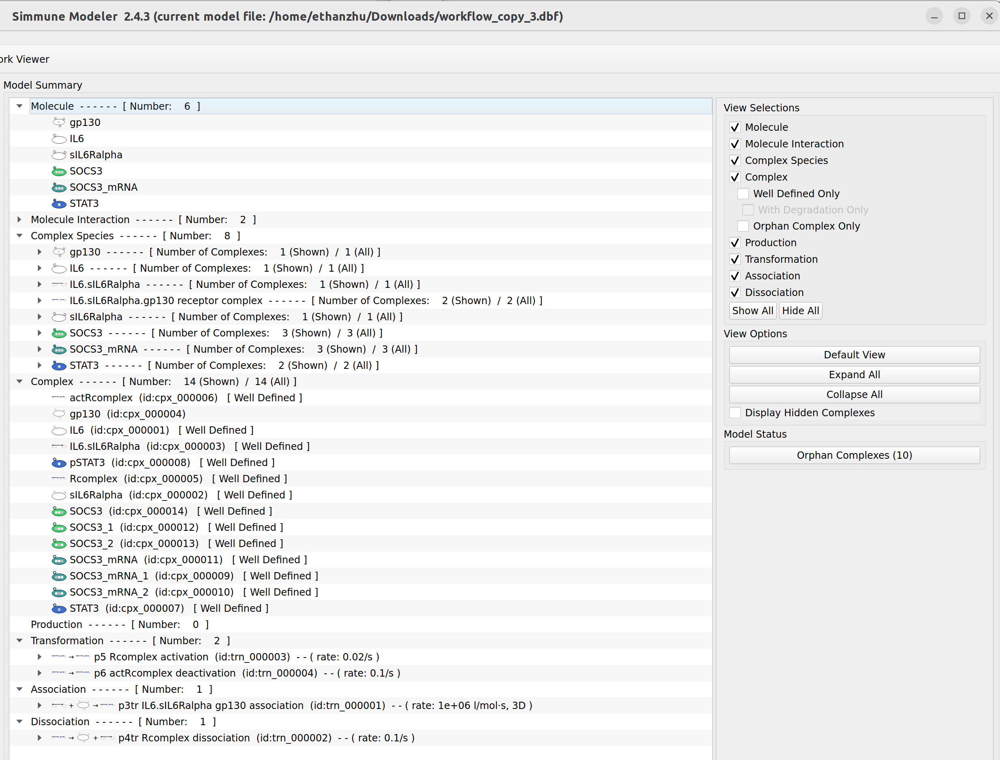 Simmune Modeler 2.4.3 (current model file: /home/ethanzhu/Downloads/workflow_copy_3.dbf)
ork Viewer
Model Summary
Molecule - - - - - - [ Number: 6 ]
gp130
IL6
sIL6Ralpha
SOCS3
SOCS3_mRNA
STAT3
Molecule Interaction - - - - - - [ Number: 2 ]
Complex Species - - - - - - [ Number: 8 ]
gp130 - - - - - - [ Number of Complexes: 1 (Shown) / 1 (All) ]
IL6 - - - - - - [ Number of Complexes: 1 (Shown) / 1 (All) ]
IL6.sIL6Ralpha - - - - - - [ Number of Complexes: 1 (Shown) / 1 (All) ]
IL6.sIL6Ralpha.gp130 receptor complex - - - - - - [ Number of Complexes: 2 (Shown) / 2 (All) ]
sIL6Ralpha - - - - - - [ Number of Complexes: 1 (Shown) / 1 (All) ]
SOCS3 - - - - - - [ Number of Complexes: 3 (Shown) / 3 (All) ]
SOCS3_mRNA - - - - - - [ Number of Complexes: 3 (Shown) / 3 (All) ]
STAT3 - - - - - - [ Number of Complexes: 2 (Shown) / 2 (All) ]
Complex - - - - - - [ Number: 14 (Shown) / 14 (All) ]
actRcomplex (id:cpx_000006) [ Well Defined ]
gp130 (id:cpx_000004)
IL6 (id:cpx_000001) [ Well Defined ]
IL6.sIL6Ralpha (id:cpx_000003) [ Well Defined ]
pSTAT3 (id:cpx_000008) [ Well Defined ]
Rcomplex (id:cpx_000005) [ Well Defined ]
sIL6Ralpha (id:cpx_000002) [ Well Defined ]
SOCS3 (id:cpx_000014) [ Well Defined ]
SOCS3_1 (id:cpx_000012) [ Well Defined ]
SOCS3_2 (id:cpx_000013) [ Well Defined ]
SOCS3_mRNA (id:cpx_000011) [ Well Defined ]
SOCS3_mRNA_1 (id:cpx_000009) [ Well Defined ]
SOCS3_mRNA_2 (id:cpx_000010) [ Well Defined ]
STAT3 (id:cpx_000007) [ Well Defined ]
Production - - - - - - [ Number: 0 ]
Transformation - - - - - - [ Number: 2 ]
→ p5 Rcomplex activation (id:trn_000003) - - ( rate: 0.02/s )
→ p6 actRcomplex deactivation (id:trn_000004) - - ( rate: 0.1/s )
Association - - - - - - [ Number: 1 ]
+ → p3tr IL6.sIL6Ralpha gp130 association (id:trn_000001) - - ( rate: 1e+06 l/mol·s, 3D )
Dissociation - - - - - - [ Number: 1 ]
→ + p4tr Rcomplex dissociation (id:trn_000002) - - ( rate: 0.1/s )
View Selections
Molecule
Molecule Interaction
Complex Species
Complex
Well Defined Only
With Degradation Only
Orphan Complex Only
Production
Transformation
Association
Dissociation
Show All Hide All
View Options
Default View
Expand All
Collapse All
Display Hidden Complexes
Model Status
Orphan Complexes (10)